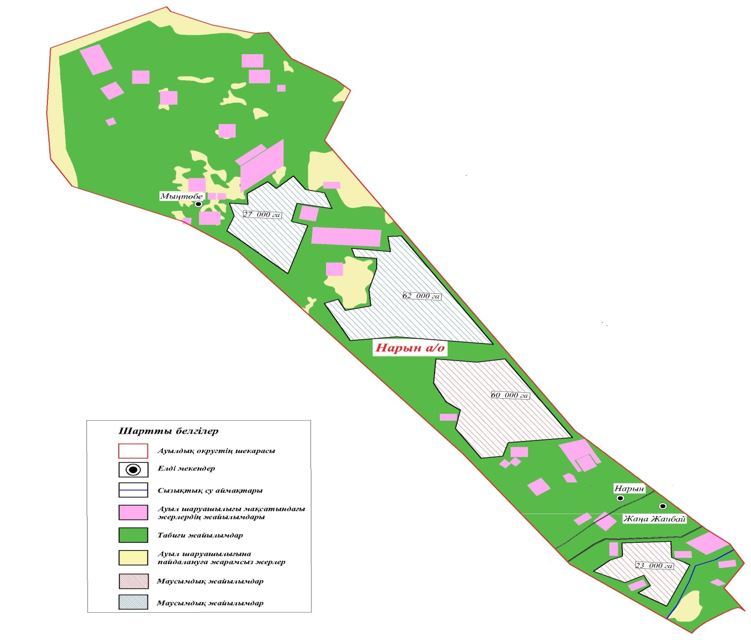 Мыңтөбе
27 000 га
62 000 га
Нарын а/о
60 000 га
Нарын
Жаңа Жанбай
23 000 га
Шартты белгілер
Ауылдық округтің шекарасы
Елді мекендер
Сызықтық су аймақтары
Ауыл шаруашылығы мақсатындағы
жерлердің жайылымдары
Табиғи жайылымдар
Ауыл шаруашылығына
пайдалануға жарамсыз жерлер
Маусымдық жайылымдар
Маусымдық жайылымдар